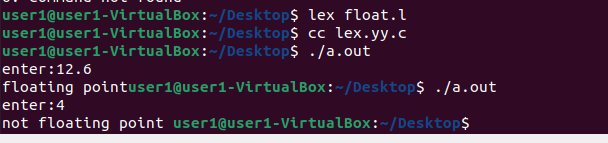 user1@user1-VirtualBox:~/Desktop$ lex float.l
user1@user1-VirtualBox:~/Desktop$ cc lex.yy.c
user1@user1-VirtualBox:~/Desktop$ ./a.out
enter:12.6
floating pointuser1@user1-VirtualBox:~/Desktop$ ./a.out
enter:4
not floating point user1@user1-VirtualBox:~/Desktop$